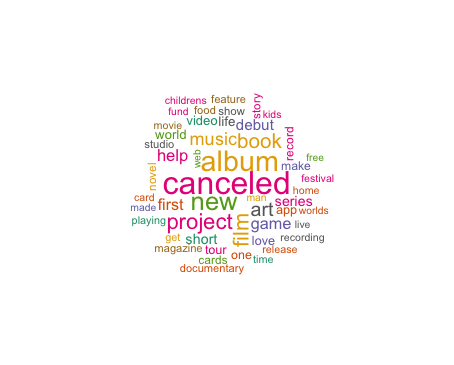 childrens feature
story
fund food show kids
movie video life debut
world
studio music book record
help web album make free
novel canceled festival
card new man home
made first art series
playing project film game app worlds
live
get short love recording
magazine tour one release
cards time
documentary